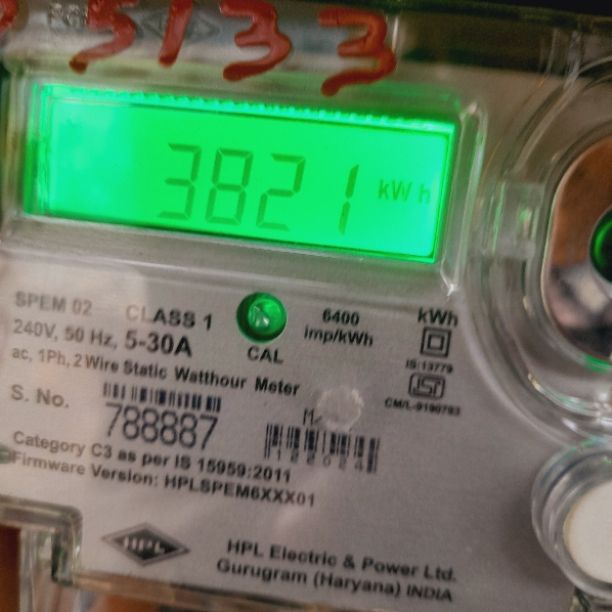 5133
3821 kWh
SPEM 02 CLASS 1
240V, 50 Hz, 5-30A
ac, 1Ph, 2 Wire Static Watthour Meter
CAL
6400
imp/kWh
kWh
IS:13779
ISI
CM/L-9190793
S. No.
788887
Category C3 as per IS 15959:2011
Firmware Version: HPLSPEM6XXX01
HPL
HPL Electric & Power Ltd.
Gurugram (Haryana) INDIA